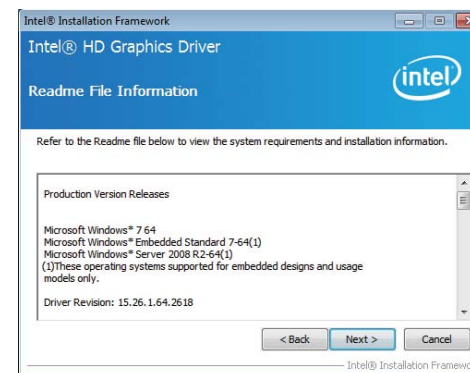 Intel® Installation Framework
Intel® HD Graphics Driver
Readme File Information
intel
Refer to the Readme file below to view the system requirements and installation information.
Production Version Releases
Microsoft Windows* 7 64
Microsoft Windows* Embedded Standard 7-64(1)
Microsoft Windows* Server 2008 R2-64(1)
(1)These operating systems supported for embedded designs and usage
models only.
Driver Revision: 15.26.1.64.2618
< Back Next > Cancel
Intel® Installation Framewo